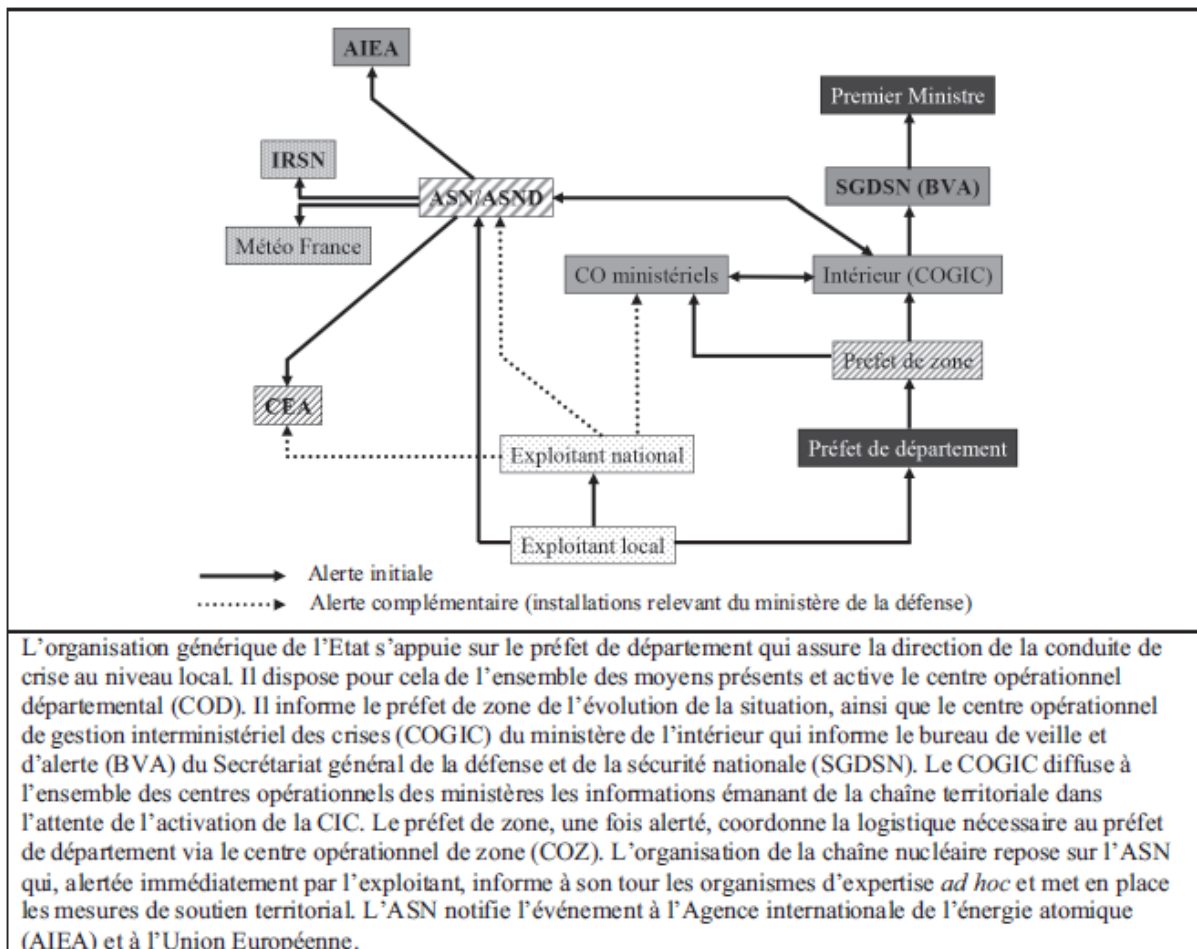 AIEA
Premier Ministre
IRSN
ASN/ASND
SGDSN (BVA)
Météo France
CO ministériels
Intérieur (COGIC)
Préfet de zone
CEA
Exploitant national
Préfet de département
Exploitant local
Alerte initiale
Alerte complémentaire (installations relevant du ministère de la défense)
L'organisation générique de l'Etat s'appuie sur le préfet de département qui assure la direction de la conduite de
crise au niveau local. Il dispose pour cela de l'ensemble des moyens présents et active le centre opérationnel
départemental (COD). Il informe le préfet de zone de l'évolution de la situation, ainsi que le centre opérationnel
de gestion interministériel des crises (COGIC) du ministère de l'intérieur qui informe le bureau de veille et
d'alerte (BVA) du Secrétariat général de la défense et de la sécurité nationale (SGDSN). Le COGIC diffuse à
l'ensemble des centres opérationnels des ministères les informations émanant de la chaîne territoriale dans
l'attente de l'activation de la CIC. Le préfet de zone, une fois alerté, coordonne la logistique nécessaire au préfet
de département via le centre opérationnel de zone (COZ). L'organisation de la chaîne nucléaire repose sur l'ASN
qui, alertée immédiatement par l'exploitant, informe à son tour les organismes d'expertise ad hoc et met en place
les mesures de soutien territorial. L'ASN notifie l'événement à l'Agence internationale de l'énergie atomique
(AIEA) et à l'Union Européenne.